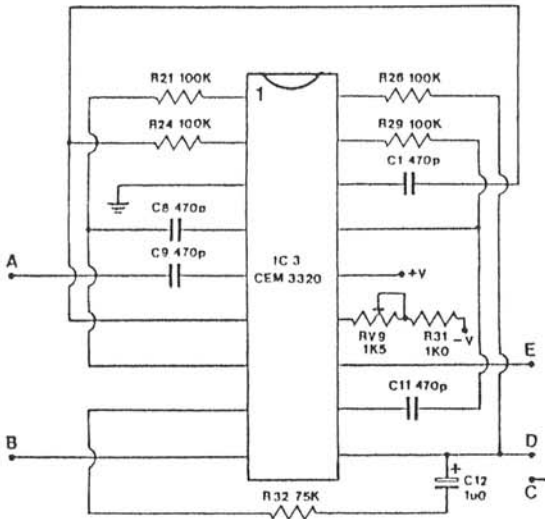 R21 100K
R26 100K
1
R24 100K
R29 100K
C1 470p
C8 470p
C9 470p
IC 3
CEM 3320
A
+V
RV9
1K5
R31
1K0
-V
E
C11 470p
B
D
+
C12
1u0
C
R32 75K